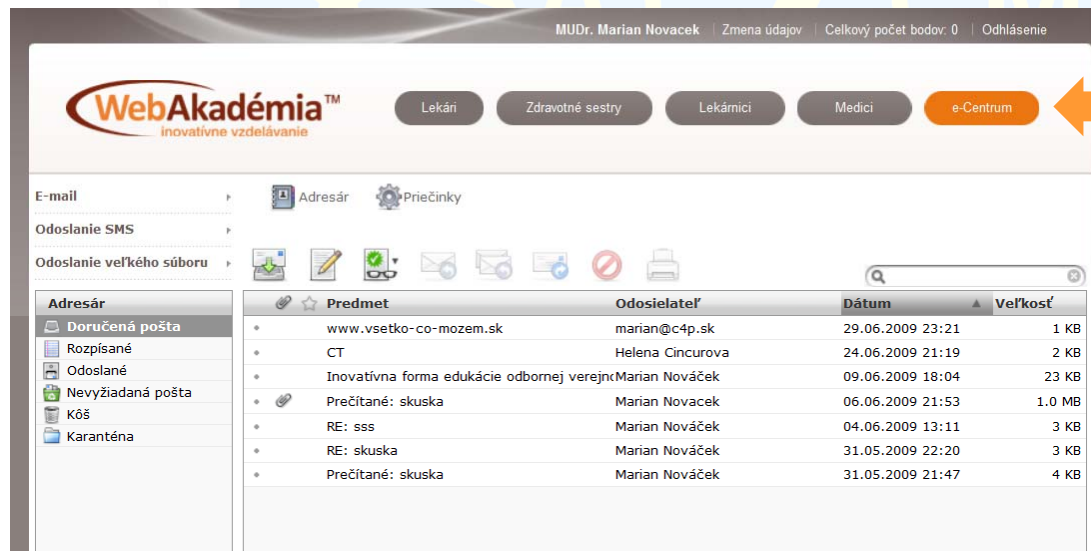 MUDr. Marian Novacek | Zmena údajov | Celkový počet bodov: 0 | Odhlásenie
WebAkadémia™
inovatívne vzdelávanie
Lekári Zdravotné sestry Lekárnici Medici e-Centrum
E-mail
Odoslanie SMS
Odoslanie veľkého súboru
Adresár Priečinky
Adresár
Doručená pošta
Rozpísané
Odoslané
Nevyžiadaná pošta
Kôš
Karanténa
Predmet Odosielateľ Dátum Veľkosť
www.vsetko-co-mozem.sk marian@c4p.sk 29.06.2009 23:21 1 KB
CT Helena Cincurova 24.06.2009 21:19 2 KB
Inovatívna forma edukácie odbornej verejno Marian Nováček 09.06.2009 18:04 23 KB
Prečítané: skuska Marian Novacek 06.06.2009 21:53 1.0 MB
RE: sss Marian Nováček 04.06.2009 13:11 3 KB
RE: skuska Marian Nováček 31.05.2009 22:20 3 KB
Prečítané: skuska Marian Nováček 31.05.2009 21:47 4 KB